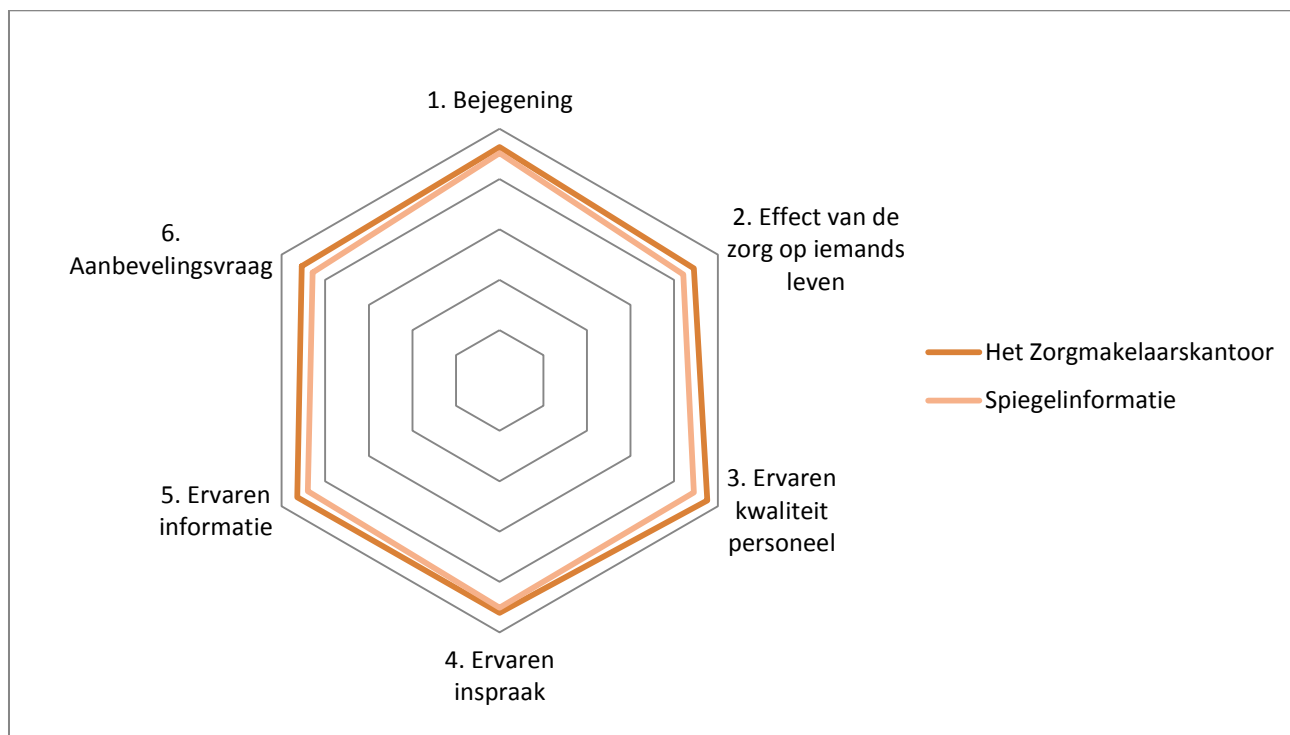 1. Bejegening
2. Effect van de
zorg op iemands
leven
3. Ervaren
kwaliteit
personeel
4. Ervaren
inspraak
5. Ervaren
informatie
6.
Aanbevelingsvraag
Het Zorgmakelaarskantoor
Spiegelinformatie